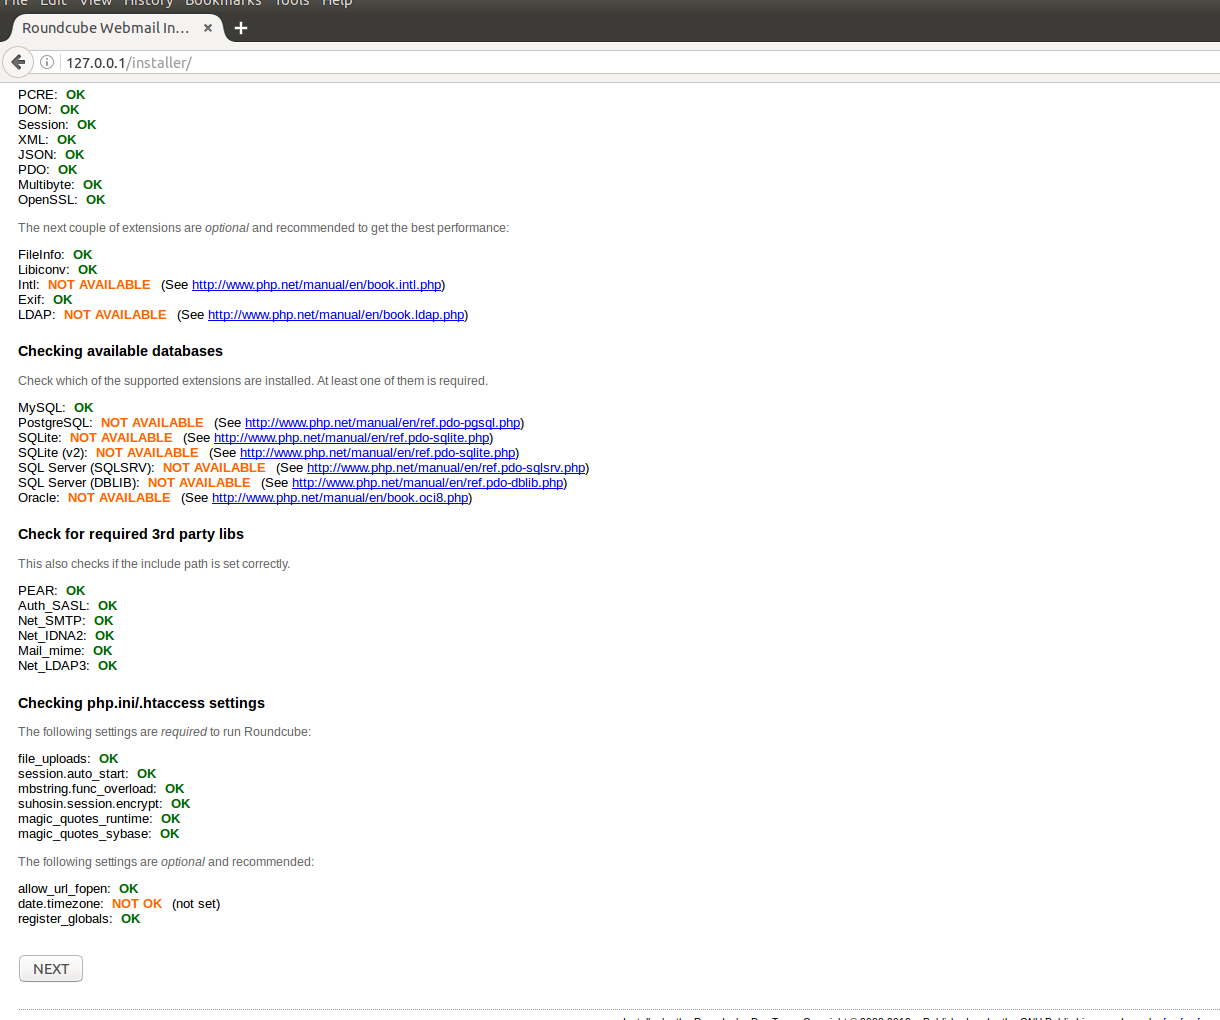 File Edit View History Bookmarks Tools Help
Roundcube Webmail In... × +
127.0.0.1/installer/
PCRE: OK
DOM: OK
Session: OK
XML: OK
JSON: OK
PDO: OK
Multibyte: OK
OpenSSL: OK
The next couple of extensions are optional and recommended to get the best performance:
FileInfo: OK
Libiconv: OK
Intl: NOT AVAILABLE (See http://www.php.net/manual/en/book.intl.php)
Exif: OK
LDAP: NOT AVAILABLE (See http://www.php.net/manual/en/book.ldap.php)
Checking available databases
Check which of the supported extensions are installed. At least one of them is required.
MySQL: OK
PostgreSQL: NOT AVAILABLE (See http://www.php.net/manual/en/ref.pdo-pgsql.php)
SQLite: NOT AVAILABLE (See http://www.php.net/manual/en/ref.pdo-sqlite.php)
SQLite (v2): NOT AVAILABLE (See http://www.php.net/manual/en/ref.pdo-sqlite.php)
SQL Server (SQLSRV): NOT AVAILABLE (See http://www.php.net/manual/en/ref.pdo-sqlsrv.php)
SQL Server (DBLIB): NOT AVAILABLE (See http://www.php.net/manual/en/ref.pdo-dblib.php)
Oracle: NOT AVAILABLE (See http://www.php.net/manual/en/book.oci8.php)
Check for required 3rd party libs
This also checks if the include path is set correctly.
PEAR: OK
Auth_SASL: OK
Net_SMTP: OK
Net_IDNA2: OK
Mail_mime: OK
Net_LDAP3: OK
Checking php.ini/.htaccess settings
The following settings are required to run Roundcube:
file_uploads: OK
session.auto_start: OK
mbstring.func_overload: OK
suhosin.session.encrypt: OK
magic_quotes_runtime: OK
magic_quotes_sybase: OK
The following settings are optional and recommended:
allow_url_fopen: OK
date.timezone: NOT OK (not set)
register_globals: OK
NEXT